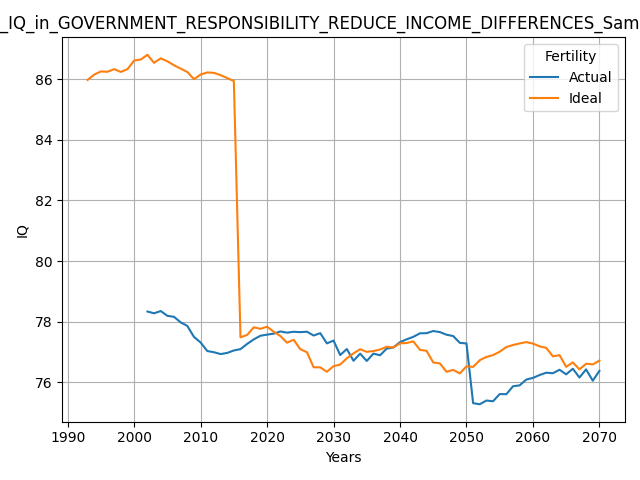 _IQ_in_GOVERNMENT_RESPONSIBILITY_REDUCE_INCOME_DIFFERENCES_Sam
Fertility
Actual
Ideal
86
84
82
80
78
76
IQ
1990 2000 2010 2020 2030 2040 2050 2060 2070
Years